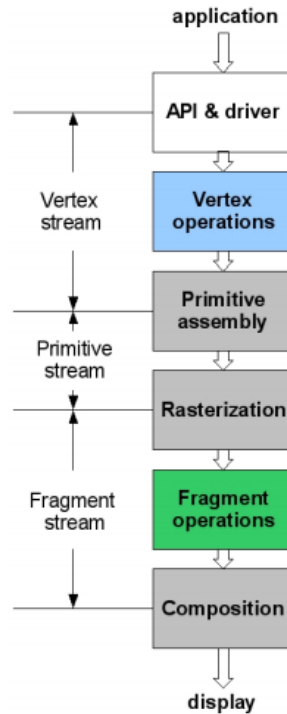 application
API & driver
Vertex
stream
Vertex
operations
Primitive
assembly
Primitive
stream
Rasterization
Fragment
stream
Fragment
operations
Composition
display